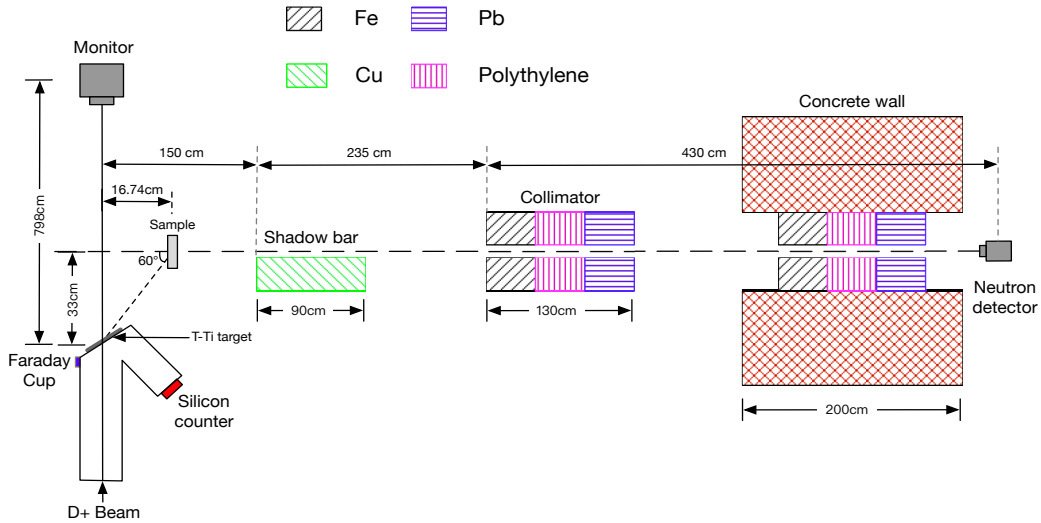 Fe
Pb
Cu
Polythylene
Monitor
Concrete wall
150 cm
235 cm
430 cm
16.74cm
Collimator
Sample
798cm
Shadow bar
60°
33cm
90cm
130cm
Neutron
detector
T-Ti target
Faraday
Cup
Silicon
counter
200cm
D+ Beam